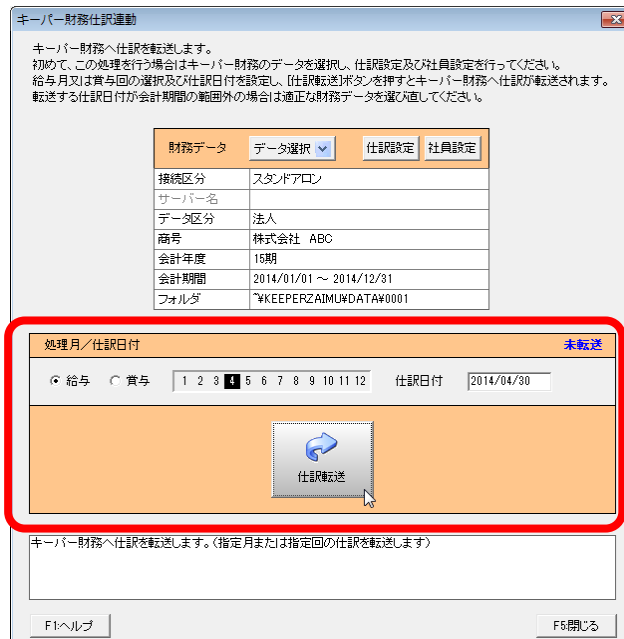 キーパー財務仕訳連動
キーパー財務へ仕訳を転送します。
初めて、この処理を行う場合はキーパー財務のデータを選択し、仕訳設定及び社員設定を行ってください。
給与月又は賞与回の選択及び仕訳日付を設定し、[仕訳転送]ボタンを押すとキーパー財務へ仕訳が転送されます。
転送する仕訳日付が会計期間の範囲外の場合は適正な財務データを選び直してください。
財務データ データ選択 仕訳設定 社員設定
接続区分 スタンドアロン
サーバー名
データ区分 法人
商号 株式会社 ABC
会計年度 15期
会計期間 2014/01/01 ~ 2014/12/31
フォルダ ~¥KEEPERZAIMU¥DATA¥0001
処理月/仕訳日付 未転送
給与 賞与 1 2 3 4 5 6 7 8 9 10 11 12 仕訳日付 2014/04/30
仕訳転送
キーパー財務へ仕訳を転送します。(指定月または指定回の仕訳を転送します)
F1:ヘルプ F5:閉じる